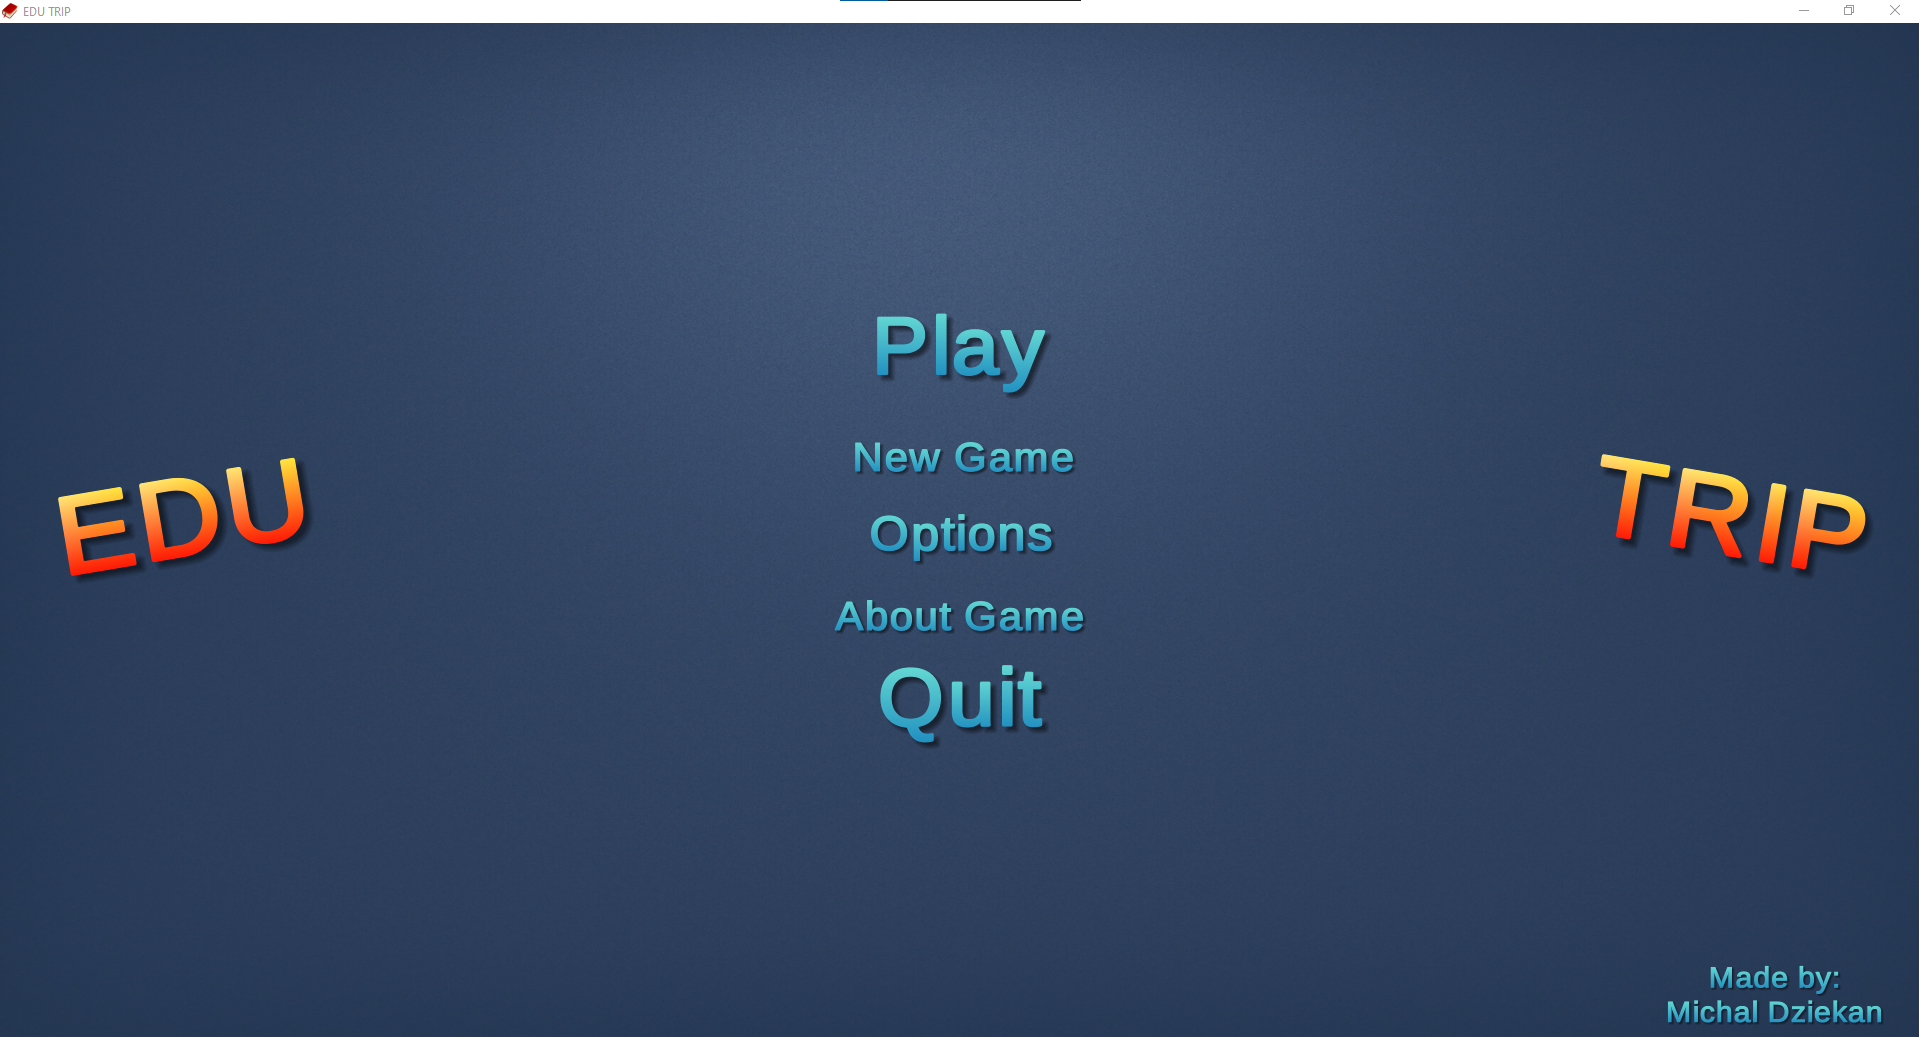 EDU TRIP
Play
New Game
EDU
TRIP
Options
About Game
Quit
Made by:
Michal Dziekan